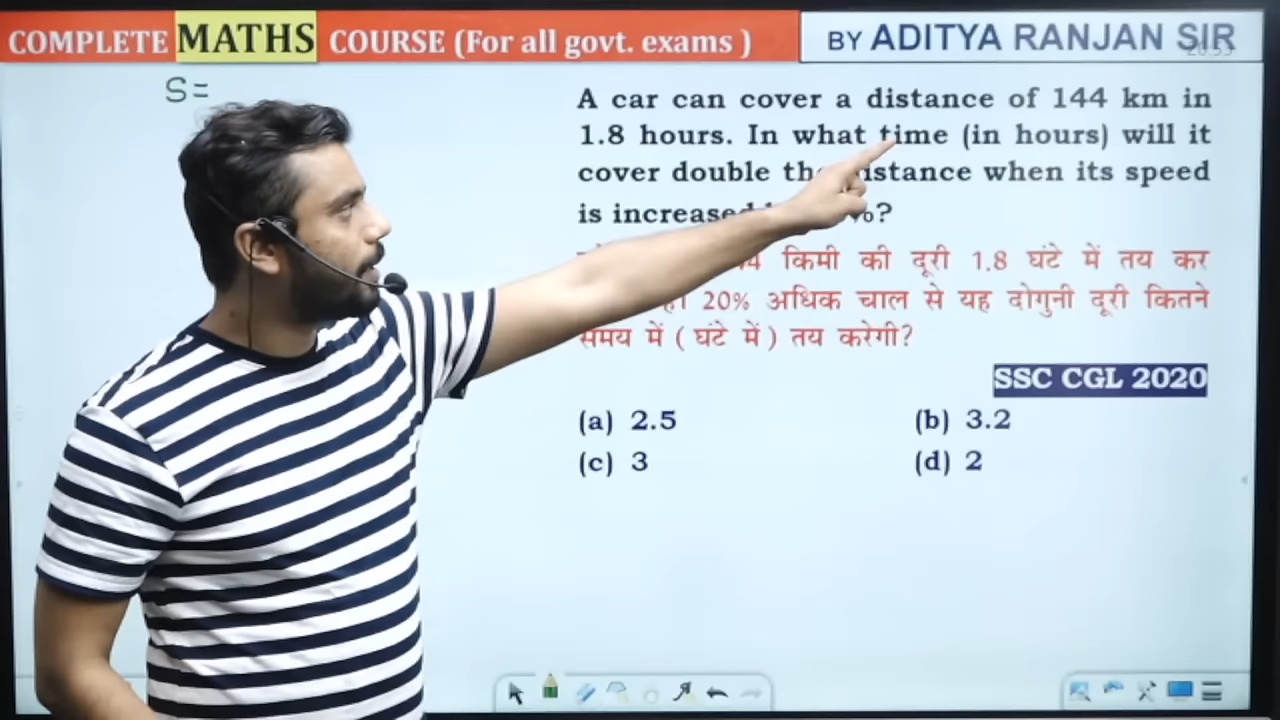 COMPLETE MATHS COURSE (For all govt. exams )
BY ADITYA RANJAN SIR
S=
A car can cover a distance of 144 km in
1.8 hours. In what time (in hours) will it
cover double the distance when its speed
is increased %?
किमी की दूरी 1.8 घंटे में तय कर
20% अधिक चाल से यह दोगुनी दूरी कितने
समय में ( घंटे में ) तय करेगी?
SSC CGL 2020
(a) 2.5
(b) 3.2
(c) 3
(d) 2